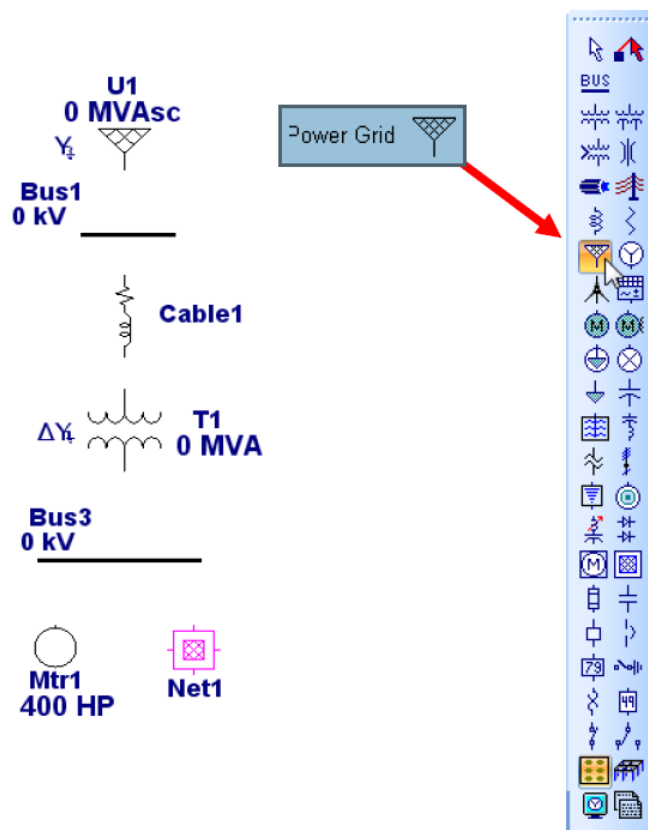 U1
0 MVAsc
Power Grid
Bus1
0 kV
Cable1
T1
0 MVA
Bus3
0 kV
Mtr1
400 HP
Net1
BUS
M
M
M
79
49